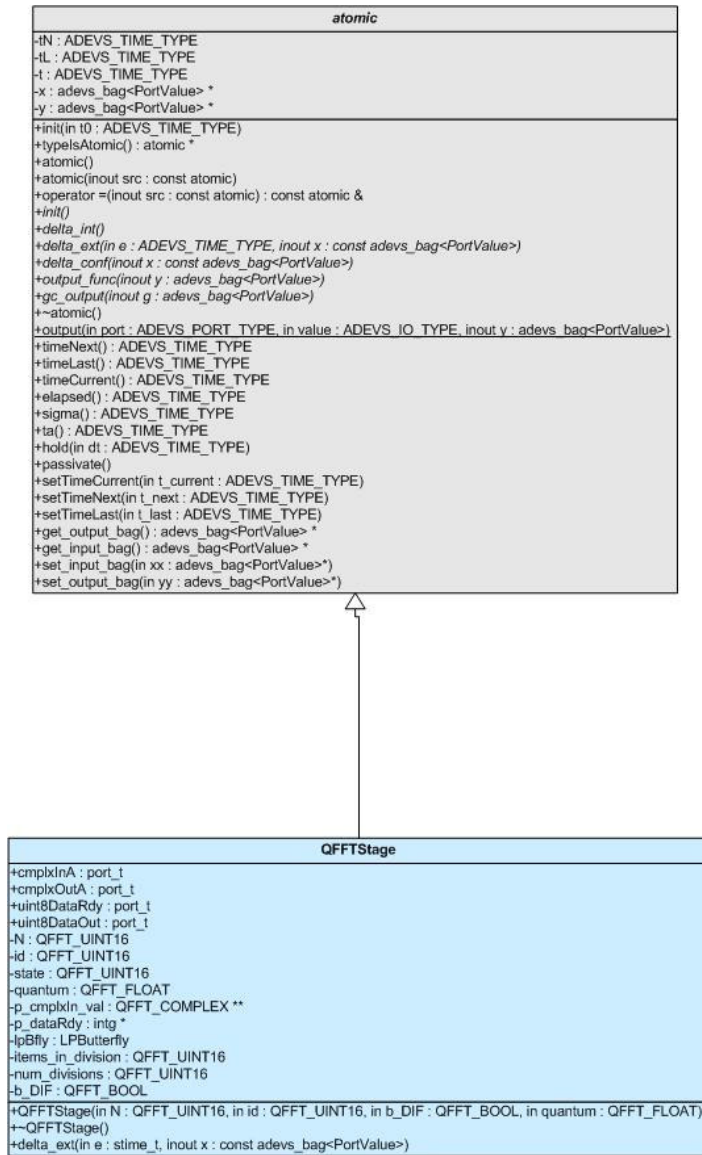 atomic
-tN : ADEVS_TIME_TYPE
-tL : ADEVS_TIME_TYPE
-t : ADEVS_TIME_TYPE
-x : adevs_bag<PortValue> *
-y : adevs_bag<PortValue> *
+init(in t0 : ADEVS_TIME_TYPE)
+typeIsAtomic() : atomic *
+atomic()
+atomic(inout src : const atomic)
+operator =(inout src : const atomic) : const atomic &
+init()
+delta_int()
+delta_ext(in e : ADEVS_TIME_TYPE, inout x : const adevs_bag<PortValue>)
+delta_conf(inout x : const adevs_bag<PortValue>)
+output_func(inout y : adevs_bag<PortValue>)
+gc_output(inout g : adevs_bag<PortValue>)
+~atomic()
+output(in port : ADEVS_PORT_TYPE, in value : ADEVS_IO_TYPE, inout y : adevs_bag<PortValue>)
+timeNext() : ADEVS_TIME_TYPE
+timeLast() : ADEVS_TIME_TYPE
+timeCurrent() : ADEVS_TIME_TYPE
+elapsed() : ADEVS_TIME_TYPE
+sigma() : ADEVS_TIME_TYPE
+ta() : ADEVS_TIME_TYPE
+hold(in dt : ADEVS_TIME_TYPE)
+passivate()
+setTimeCurrent(in t_current : ADEVS_TIME_TYPE)
+setTimeNext(in t_next : ADEVS_TIME_TYPE)
+setTimeLast(in t_last : ADEVS_TIME_TYPE)
+get_output_bag() : adevs_bag<PortValue> *
+get_input_bag() : adevs_bag<PortValue> *
+set_input_bag(in xx : adevs_bag<PortValue>*)
+set_output_bag(in yy : adevs_bag<PortValue>*)
QFFTStage
+cmplxInA : port_t
+cmplxOutA : port_t
+uint8DataRdy : port_t
+uint8DataOut : port_t
-N : QFFT_UINT16
-id : QFFT_UINT16
-state : QFFT_UINT16
-quantum : QFFT_FLOAT
-p_cmplxIn_val : QFFT_COMPLEX **
-p_dataRdy : intg *
-lpBfly : LPButterfly
-items_in_division : QFFT_UINT16
-num_divisions : QFFT_UINT16
-b_DIF : QFFT_BOOL
+QFFTStage(in N : QFFT_UINT16, in id : QFFT_UINT16, in b_DIF : QFFT_BOOL, in quantum : QFFT_FLOAT)
+~QFFTStage()
+delta_ext(in e : stime_t, inout x : const adevs_bag<PortValue>)